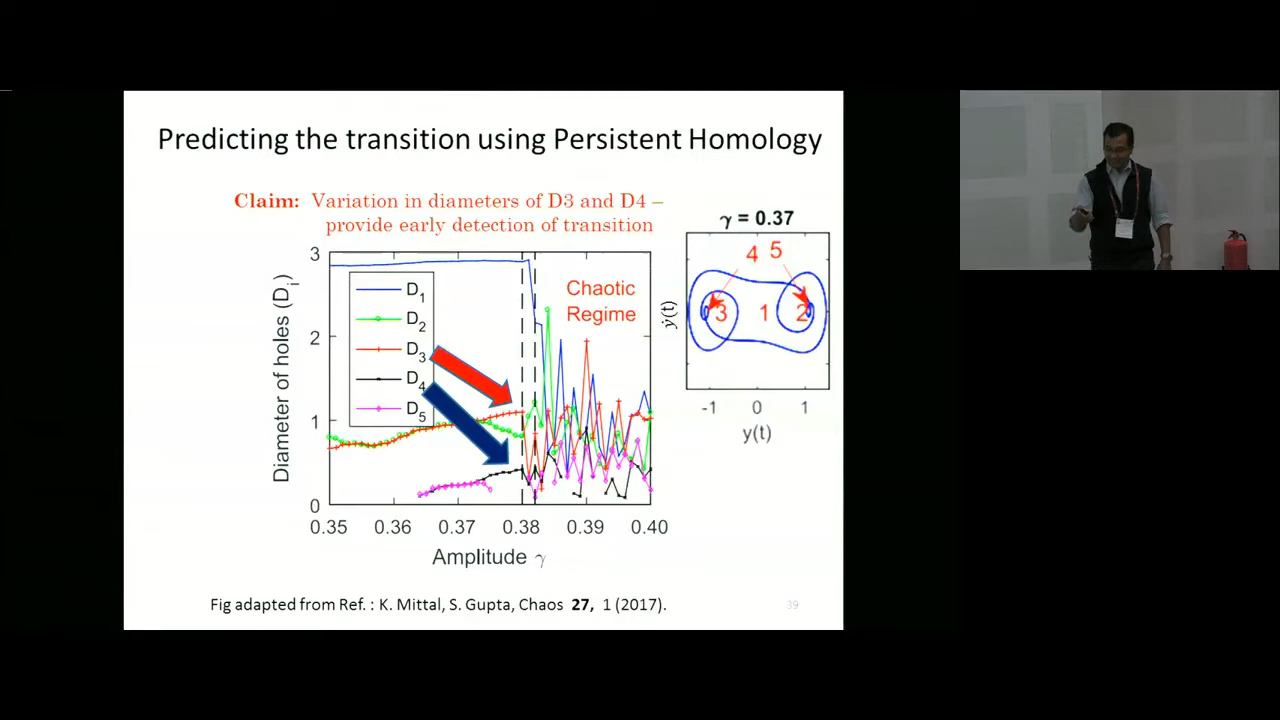 Predicting the transition using Persistent Homology
Claim: Variation in diameters of D3 and D4 –
provide early detection of transition
γ = 0.37
4 5
3 1 2
ẏ(t)
-1 0 1
y(t)
Diameter of holes (Di)
3
2
1
0
D1
D2
D3
D4
D5
Chaotic
Regime
0.35 0.36 0.37 0.38 0.39 0.40
Amplitude γ
Fig adapted from Ref. : K. Mittal, S. Gupta, Chaos 27, 1 (2017).
39